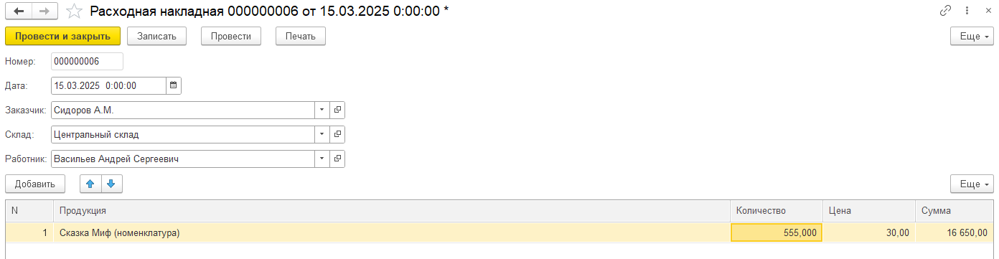 Расходная накладная 000000006 от 15.03.2025 0:00:00 *
Провести и закрыть Записать Провести Печать Еще
Номер: 000000006
Дата: 15.03.2025 0:00:00
Заказчик: Сидоров А.М.
Склад: Центральный склад
Работник: Васильев Андрей Сергеевич
Добавить Еще
N Продукция Количество Цена Сумма
1 Сказка Миф (номенклатура) 555,000 30,00 16 650,00